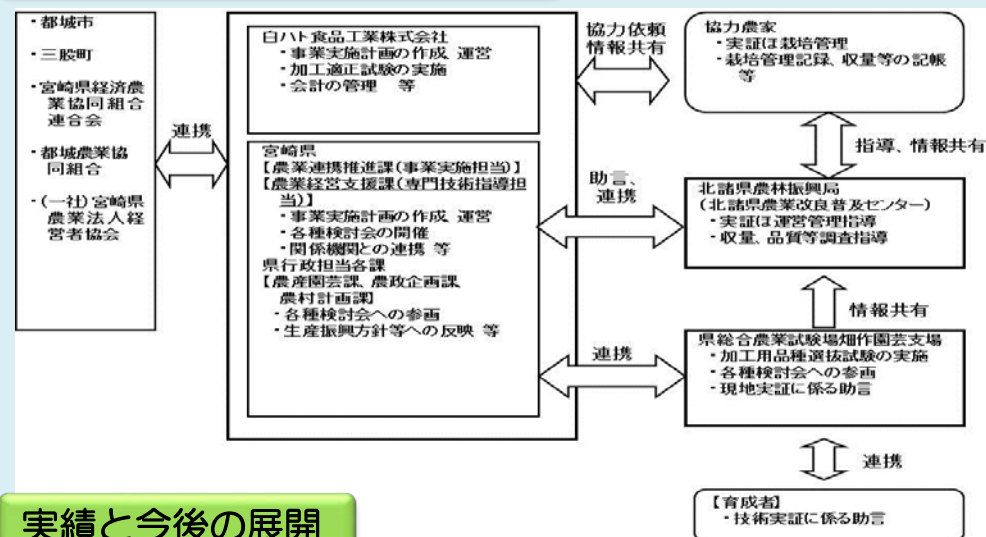 ・都城市
・三股町
・宮崎県経済農
業協同組合
連合会
・都城農業協
同組合
・(一社)宮崎県
農業法人経
営者協会
連携
白ハト食品工業株式会社
・事業実施計画の作成、運営
・加工適正試験の実施
・会計の管理 等
宮崎県
【農業連携推進課(事業実施担当)】
【農業経営支援課(専門技術指導担
当)】
・事業実施計画の作成、運営
・各種検討会の開催
・関係機関との連携 等
県行政担当各課
【農産園芸課、農政企画課、
農村計画課】
・各種検討会への参画
・生産振興方針等への反映 等
協力依頼
情報共有
助言、
連携
連携
協力農家
・実証ほ栽培管理
・栽培管理記録、収量等の記帳
等
指導、情報共有
北諸県農林振興局
(北諸県農業改良普及センター)
・実証ほ運営管理指導
・収量、品質等調査指導
情報共有
県総合農業試験場畑作園芸支場
・加工用品種選抜試験の実施
・各種検討会への参画
・現地実証に係る助言
連携
【育成者】
・技術実証に係る助言
実績と今後の展開